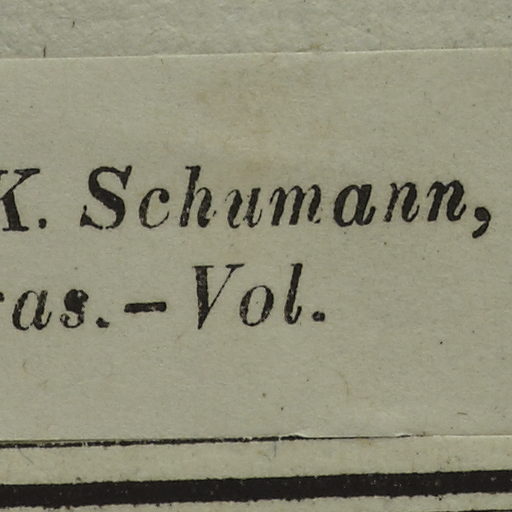 K. Schumann,
ras.—Vol.